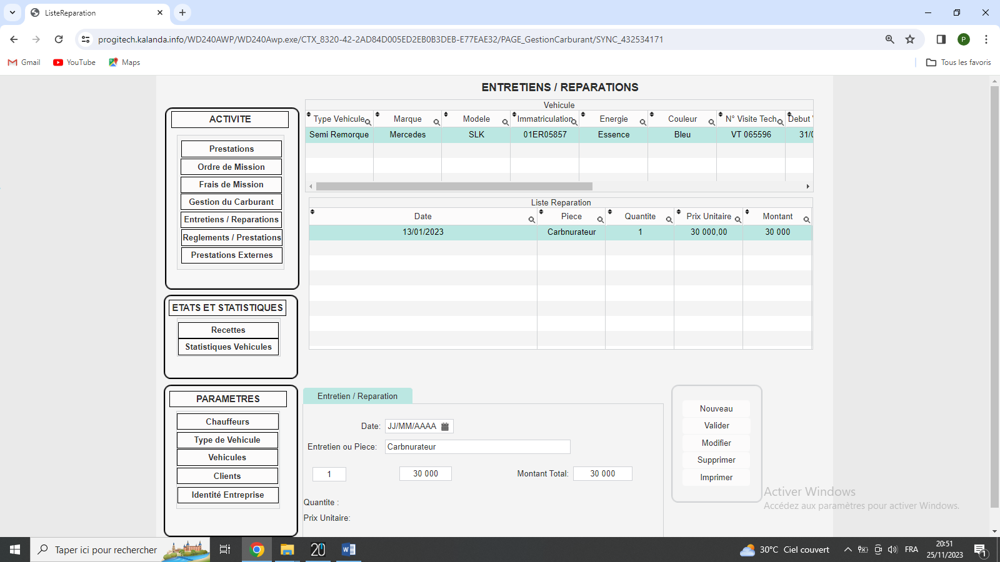 ListeReparation
progitech.kalanda.info/WD240AWP/WD240Awp.exe/CTX_8320-42-2AD84D005ED2EB0B3DEB-E77EAE32/PAGE_GestionCarburant/SYNC_432534171
P
Gmail YouTube Maps Tous les favoris
ENTRETIENS / REPARATIONS
ACTIVITE
Prestations
Ordre de Mission
Frais de Mission
Gestion du Carburant
Entretiens / Reparations
Reglements / Prestations
Prestations Externes
ETATS ET STATISTIQUES
Recettes
Statistiques Vehicules
PARAMETRES
Chauffeurs
Type de Vehicule
Vehicules
Clients
Identité Entreprise
Vehicule
Type Vehicule Marque Modele Immatriculation Energie Couleur N° Visite Tech Debut
Semi Remorque Mercedes SLK 01ER05857 Essence Bleu VT 065596 31/0
Liste Reparation
Date Piece Quantite Prix Unitaire Montant
13/01/2023 Carbnurateur 1 30 000,00 30 000
Entretien / Reparation
Date: JJ/MM/AAAA
Entretien ou Piece: Carbnurateur
1 30 000 Montant Total: 30 000
Quantite :
Prix Unitaire:
Nouveau
Valider
Modifier
Supprimer
Imprimer
Activer Windows
Accédez aux paramètres pour activer Windows.
Taper ici pour rechercher
20
W
30°C Ciel couvert
FRA
20:51
25/11/2023
1